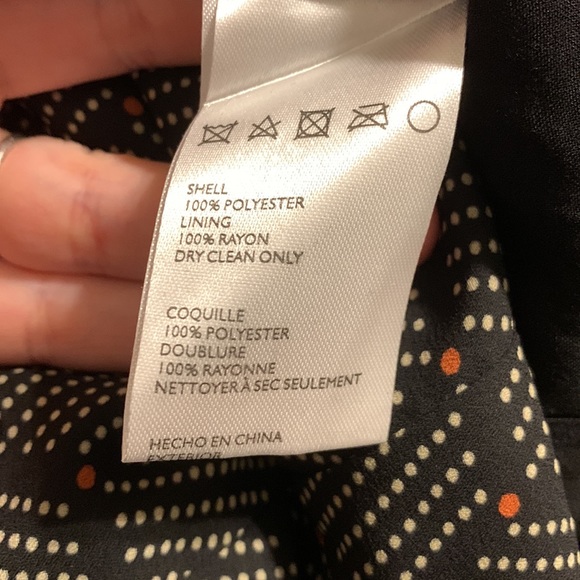 SHELL
100% POLYESTER
LINING
100% RAYON
DRY CLEAN ONLY
COQUILLE
100% POLYESTER
DOUBLURE
100% RAYONNE
NETTOYER À SEC SEULEMENT
HECHO EN CHINA
EXTERIOR